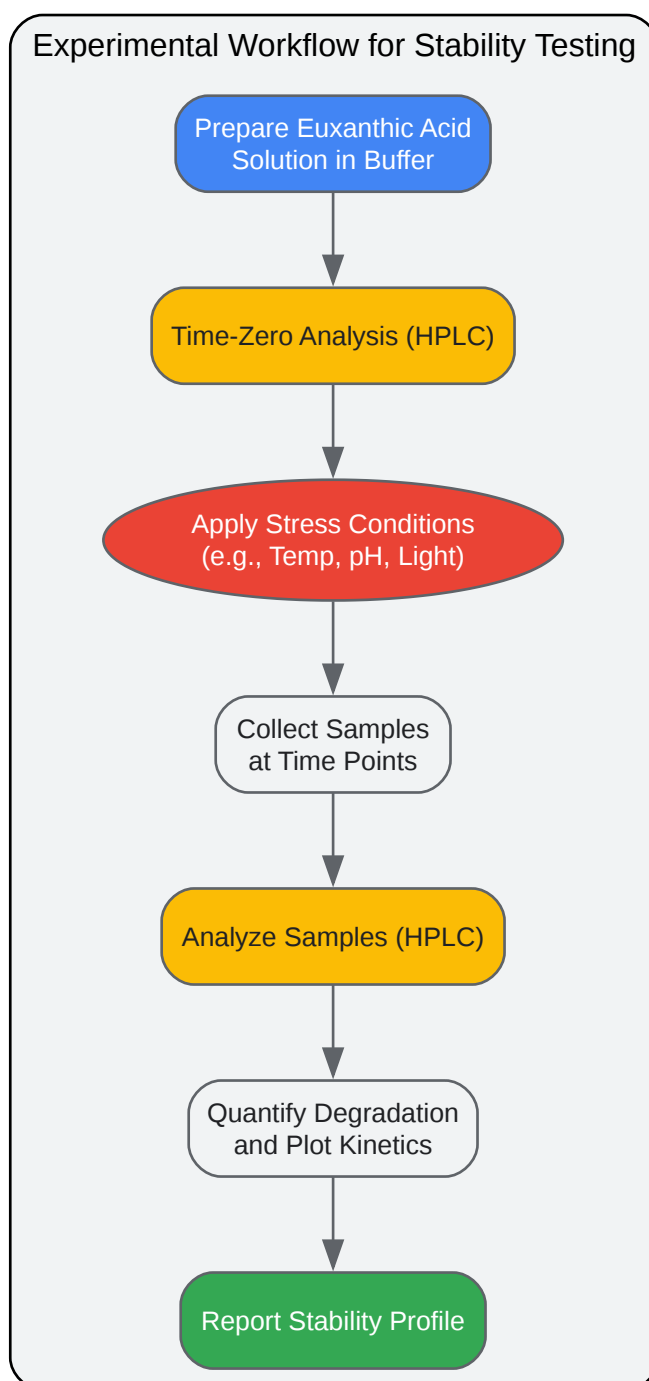 Experimental Workflow for Stability Testing
Prepare Euxanthic Acid
Solution in Buffer
Time-Zero Analysis (HPLC)
Apply Stress Conditions
(e.g., Temp, pH, Light)
Collect Samples
at Time Points
Analyze Samples (HPLC)
Quantify Degradation
and Plot Kinetics
Report Stability Profile